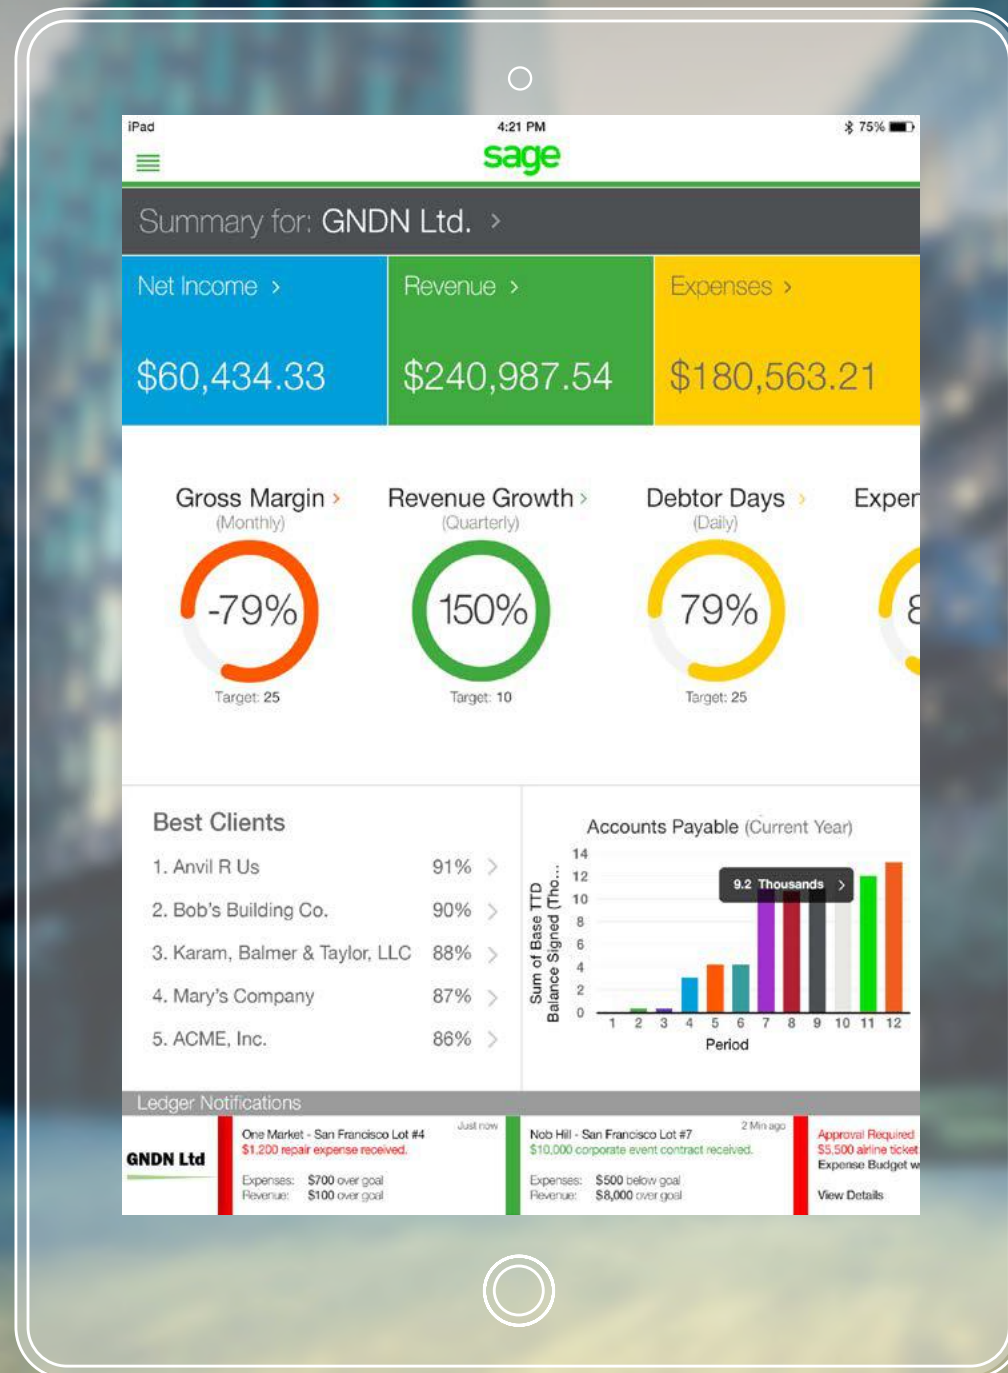 iPad 4:21 PM 75%
sage
Summary for: GNDN Ltd. >
Net Income > Revenue > Expenses >
$60,434.33 $240,987.54 $180,563.21
Gross Margin > Revenue Growth > Debtor Days > Exper
(Monthly) (Quarterly) (Daily)
-79% 150% 79% 8
Target: 25 Target: 10 Target: 25
Best Clients
1. Anvil R Us 91% >
2. Bob's Building Co. 90% >
3. Karam, Balmer & Taylor, LLC 88% >
4. Mary's Company 87% >
5. ACME, Inc. 86% >
Accounts Payable (Current Year)
Sum of Base TTD
Balance Signed (Tho...
14
12
10
8
6
4
2
0
9.2 Thousands >
1 2 3 4 5 6 7 8 9 10 11 12
Period
Ledger Notifications
GNDN Ltd
One Market - San Francisco Lot #4 Just now
$1,200 repair expense received.
Expenses: $700 over goal
Revenue: $100 over goal
Nob Hill - San Francisco Lot #7 2 Min ago
$10,000 corporate event contract received.
Expenses: $500 below goal
Revenue: $8,000 over goal
Approval Required
$5,500 airline ticket
Expense Budget w
View Details